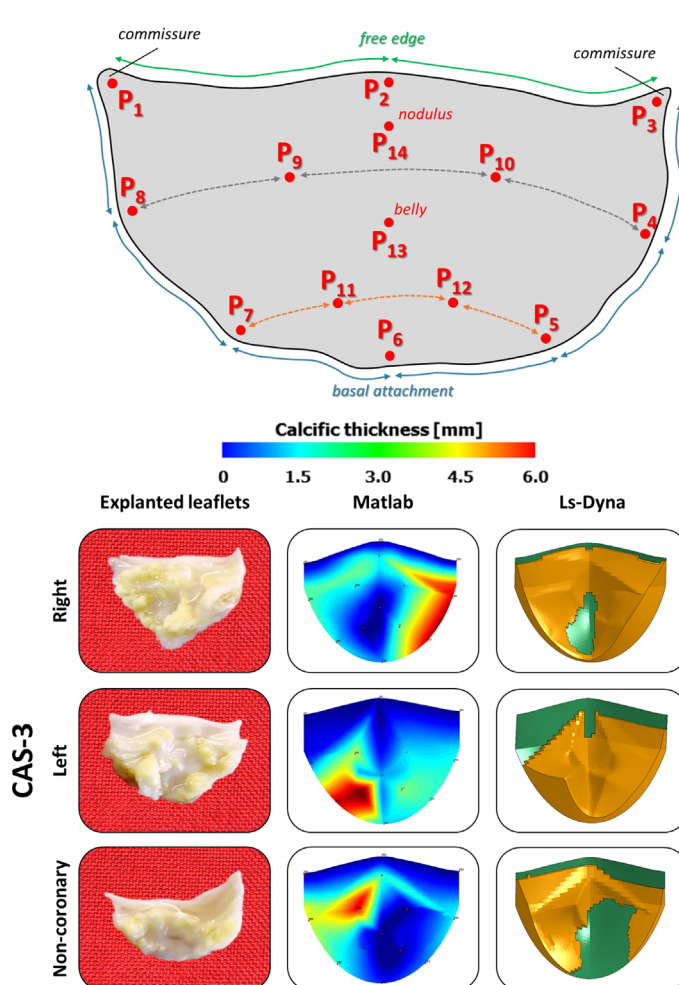 commissure
free edge
commissure
P1
P2
P3
nodulus
P14
P9
P10
P8
belly
P4
P13
P11
P12
P7
P5
P6
basal attachment
Calcific thickness [mm]
0 1.5 3.0 4.5 6.0
Explanted leaflets Matlab Ls-Dyna
CAS-3
Right
Left
Non-coronary